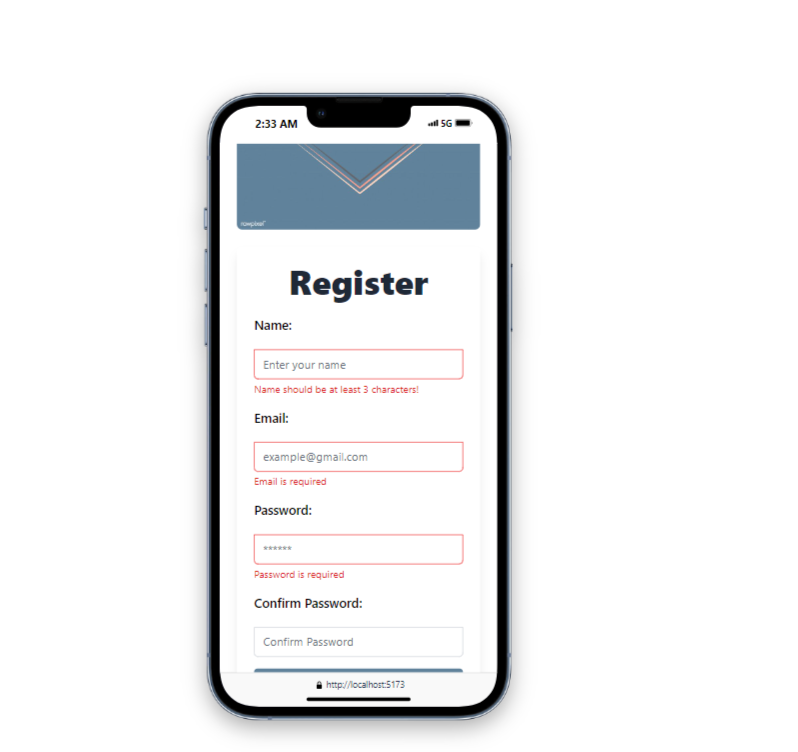 2:33 AM
5G
Register
Name:
Enter your name
Name should be at least 3 characters!
Email:
example@gmail.com
Email is required
Password:
******
Password is required
Confirm Password:
Confirm Password
http://localhost:5173